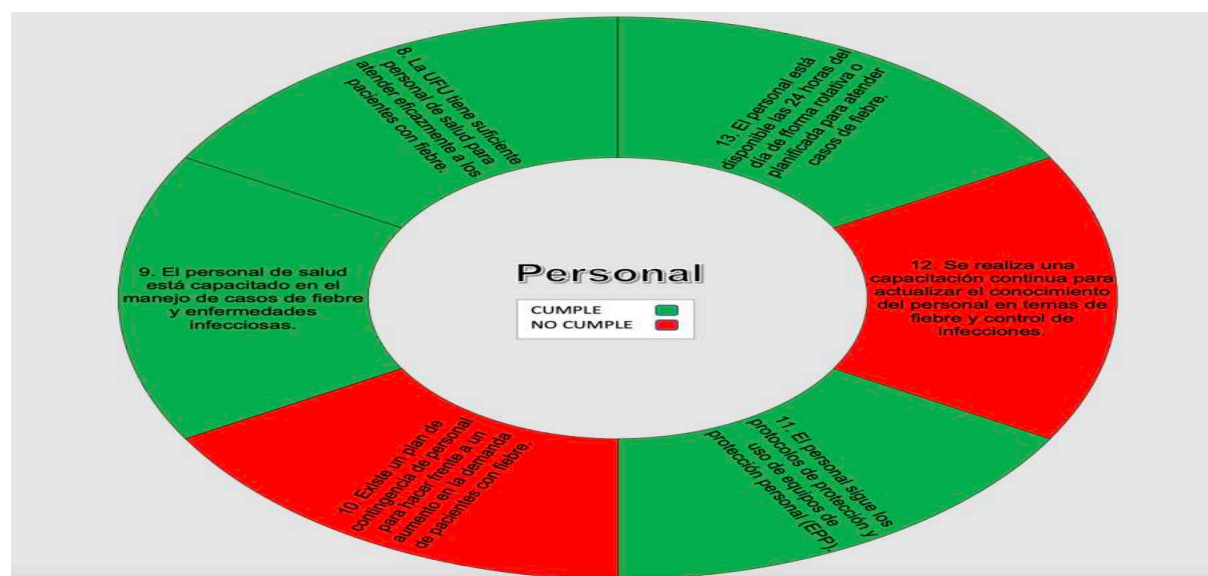 8. La UFU tiene suficiente
personal de salud para
atender eficazmente a los
pacientes con fiebre.
13. El personal está
disponible las 24 horas del
día de fforma rotativa o
planificada para atender
casos de fiebre.
9. El personal de salud
está capacitado en el
manejo de casos de fiebre
y enfermedades
infecciosas.
Personal
CUMPLE
NO CUMPLE
12. Se realiza una
capacitación continua para
actualizar el conocimiento
del personal en temas de
fiebre y control de
infecciones.
10. Existe un plan de
contingencia de personal
para hacer frente a un
aumento en la demanda
de pacientes con fiebre.
11. El personal sigue los
protocolos de protección y
uso de equipos de
protección personal (EPP).